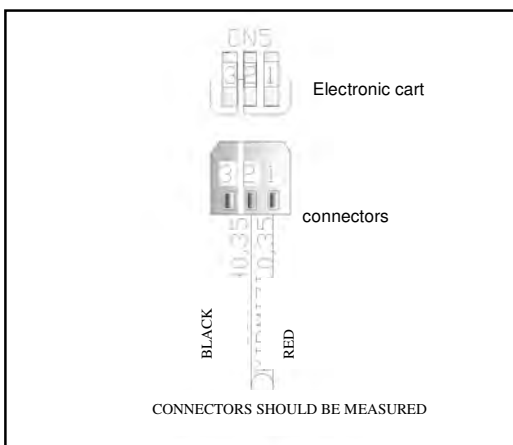 CN5
3 2 1
Electronic cart
3 2 1
connectors
0,35 0,35
BLACK
RED
CONNECTORS SHOULD BE MEASURED